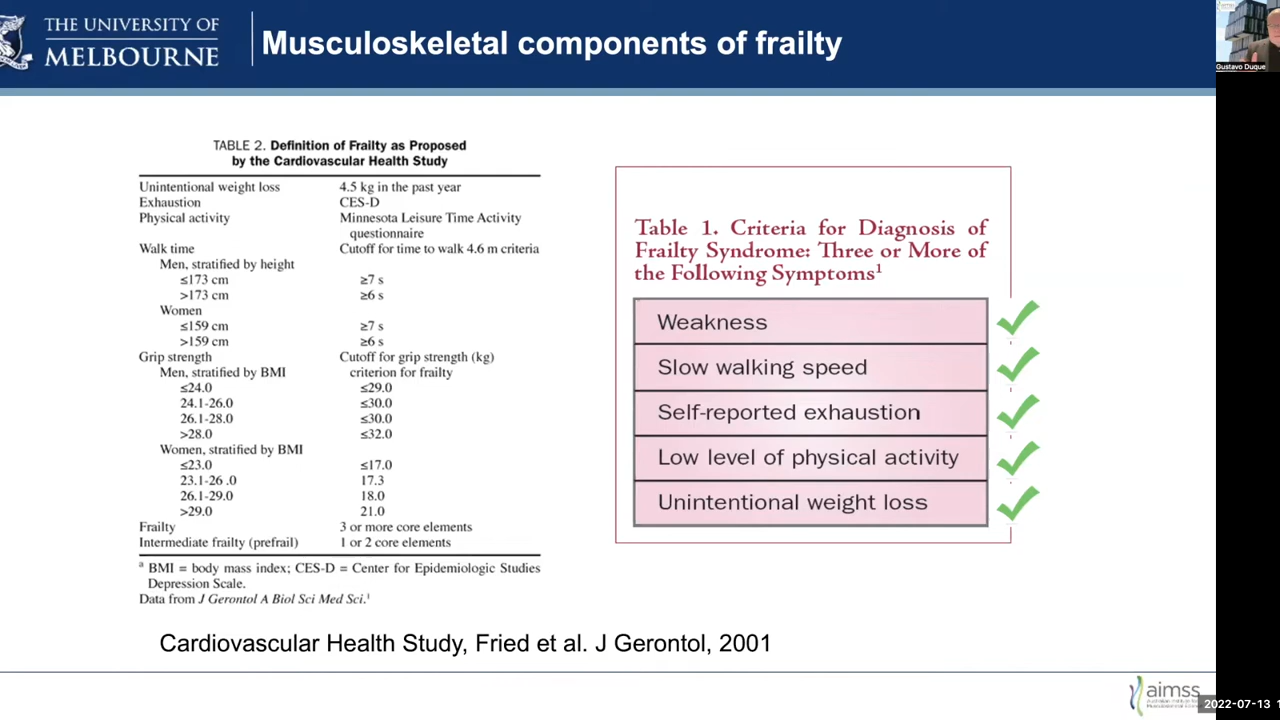 THE UNIVERSITY OF
MELBOURNE
Musculoskeletal components of frailty
aimss
Gustavo Duque
TABLE 2. Definition of Frailty as Proposed
by the Cardiovascular Health Study
Unintentional weight loss 4.5 kg in the past year
Exhaustion CES-D
Physical activity Minnesota Leisure Time Activity
questionnaire
Walk time Cutoff for time to walk 4.6 m criteria
Men, stratified by height
≤173 cm ≥7 s
>173 cm ≥6 s
Women
≤159 cm ≥7 s
>159 cm ≥6 s
Grip strength Cutoff for grip strength (kg)
Men, stratified by BMI criterion for frailty
≤24.0 ≤29.0
24.1-26.0 ≤30.0
26.1-28.0 ≤30.0
>28.0 ≤32.0
Women, stratified by BMI
≤23.0 ≤17.0
23.1-26 .0 17.3
26.1-29.0 18.0
>29.0 21.0
Frailty 3 or more core elements
Intermediate frailty (prefrail) 1 or 2 core elements
a BMI = body mass index; CES-D = Center for Epidemiologic Studies
Depression Scale.
Data from J Gerontol A Biol Sci Med Sci.1
Table 1. Criteria for Diagnosis of
Frailty Syndrome: Three or More of
the Following Symptoms1
Weakness
Slow walking speed
Self-reported exhaustion
Low level of physical activity
Unintentional weight loss
Cardiovascular Health Study, Fried et al. J Gerontol, 2001
aimss
2022-07-13